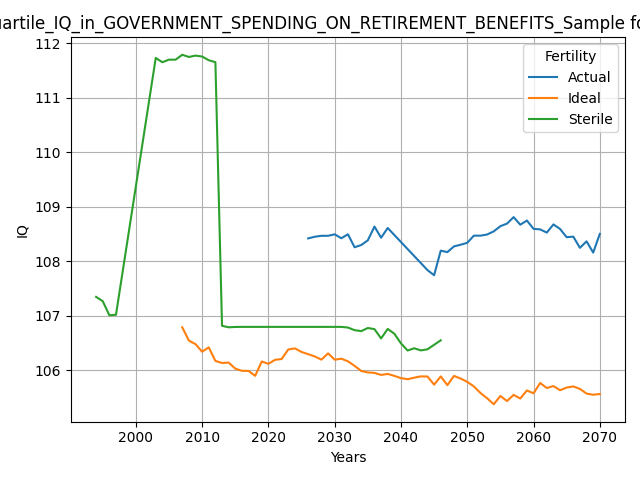 uartile_IQ_in_GOVERNMENT_SPENDING_ON_RETIREMENT_BENEFITS_Sample fo
Fertility
Actual
Ideal
Sterile
112
111
110
109
108
107
106
IQ
2000
2010
2020
2030
2040
2050
2060
2070
Years